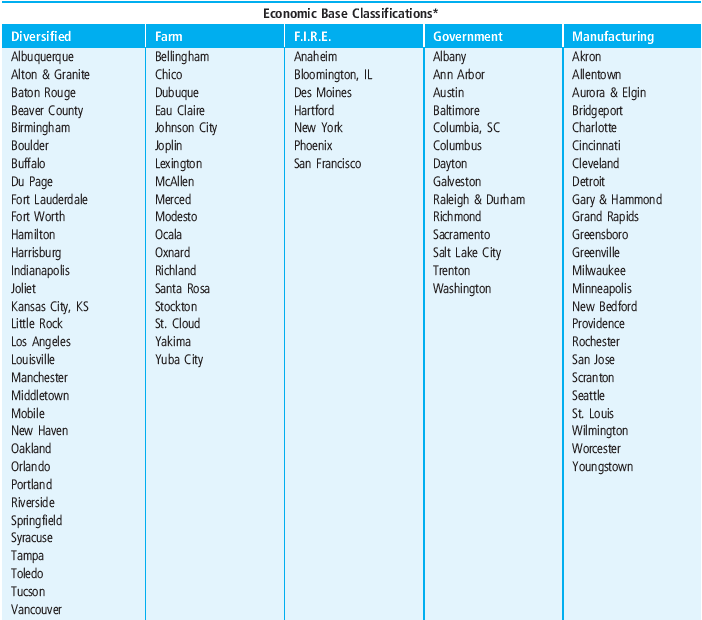 Economic Base Classifications*
Diversified Farm F.I.R.E. Government Manufacturing
Albuquerque Bellingham Anaheim Albany Akron
Alton & Granite Chico Bloomington, IL Ann Arbor Allentown
Baton Rouge Dubuque Des Moines Austin Aurora & Elgin
Beaver County Eau Claire Hartford Baltimore Bridgeport
Birmingham Johnson City New York Columbia, SC Charlotte
Boulder Joplin Phoenix Columbus Cincinnati
Buffalo Lexington San Francisco Dayton Cleveland
Du Page McAllen Galveston Detroit
Fort Lauderdale Merced Raleigh & Durham Gary & Hammond
Fort Worth Modesto Richmond Grand Rapids
Hamilton Ocala Sacramento Greensboro
Harrisburg Oxnard Salt Lake City Greenville
Indianapolis Richland Trenton Milwaukee
Joliet Santa Rosa Washington Minneapolis
Kansas City, KS Stockton New Bedford
Little Rock St. Cloud Providence
Los Angeles Yakima Rochester
Louisville Yuba City San Jose
Manchester Scranton
Middletown Seattle
Mobile St. Louis
New Haven Wilmington
Oakland Worcester
Orlando Youngstown
Portland
Riverside
Springfield
Syracuse
Tampa
Toledo
Tucson
Vancouver